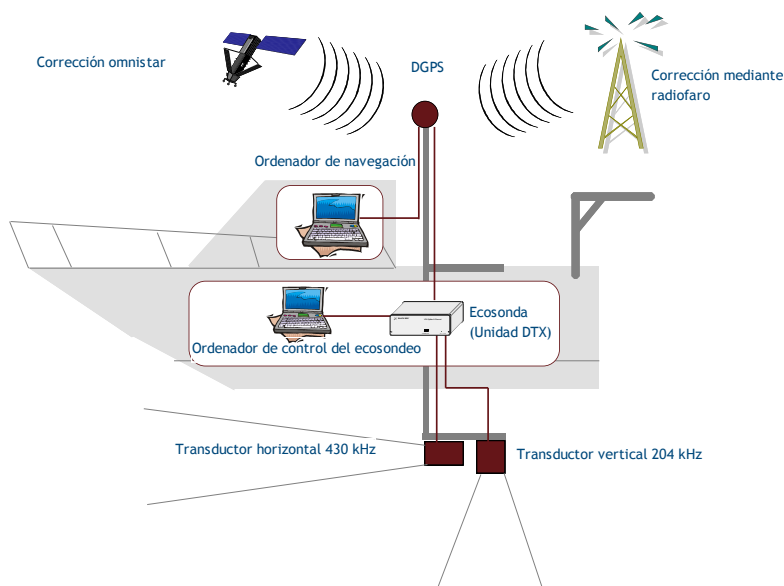 Corrección omnistar
DGPS
Corrección mediante
radiofaro
Ordenador de navegación
Ecosonda
(Unidad DTX)
Ordenador de control del ecosondeo
Transductor horizontal 430 kHz
Transductor vertical 204 kHz